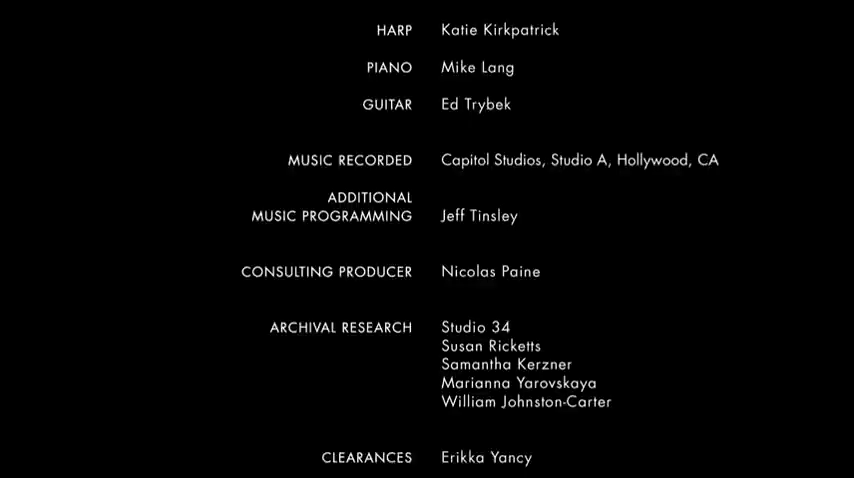 HARP Katie Kirkpatrick
PIANO Mike Lang
GUITAR Ed Trybek
MUSIC RECORDED Capitol Studios, Studio A, Hollywood, CA
ADDITIONAL
MUSIC PROGRAMMING Jeff Tinsley
CONSULTING PRODUCER Nicolas Paine
ARCHIVAL RESEARCH Studio 34
Susan Ricketts
Samantha Kerzner
Marianna Yarovskaya
William Johnston-Carter
CLEARANCES Erikka Yancy